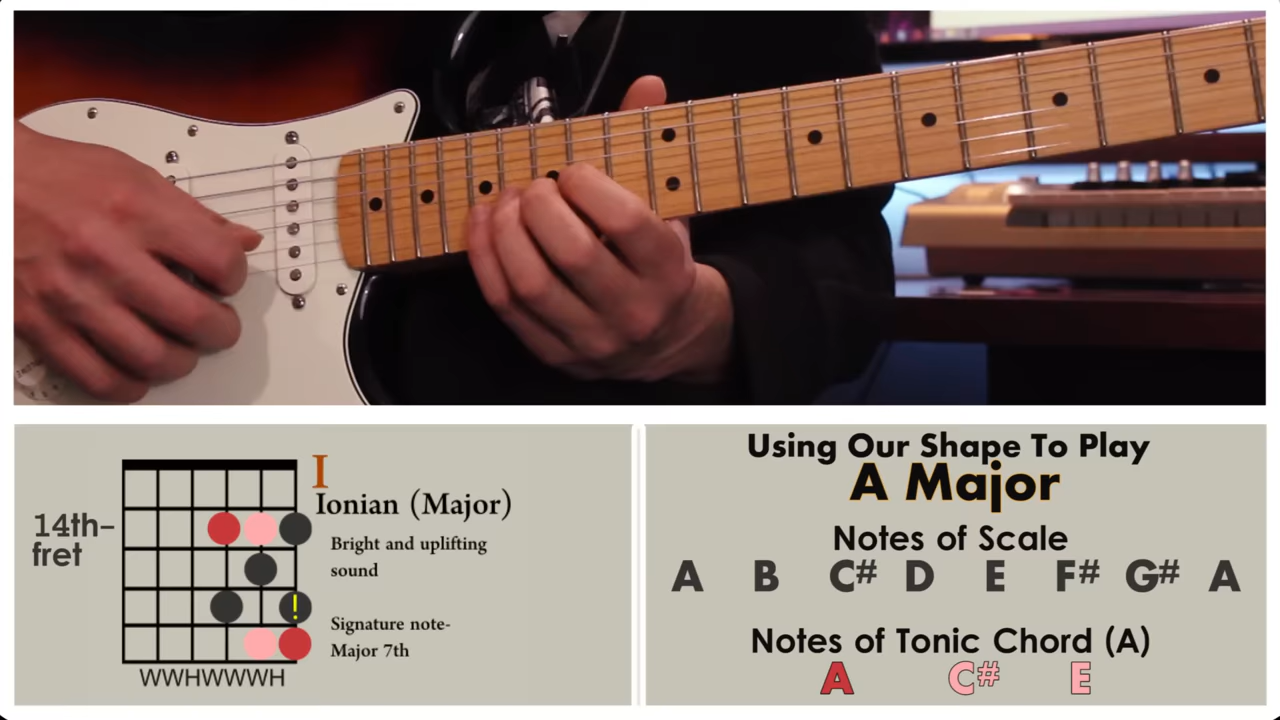 14th-
fret
I
Ionian (Major)
Bright and uplifting
sound
!
Signature note-
Major 7th
WWHWWWH
Using Our Shape To Play
A Major
Notes of Scale
A B C# D E F# G# A
Notes of Tonic Chord (A)
A C# E